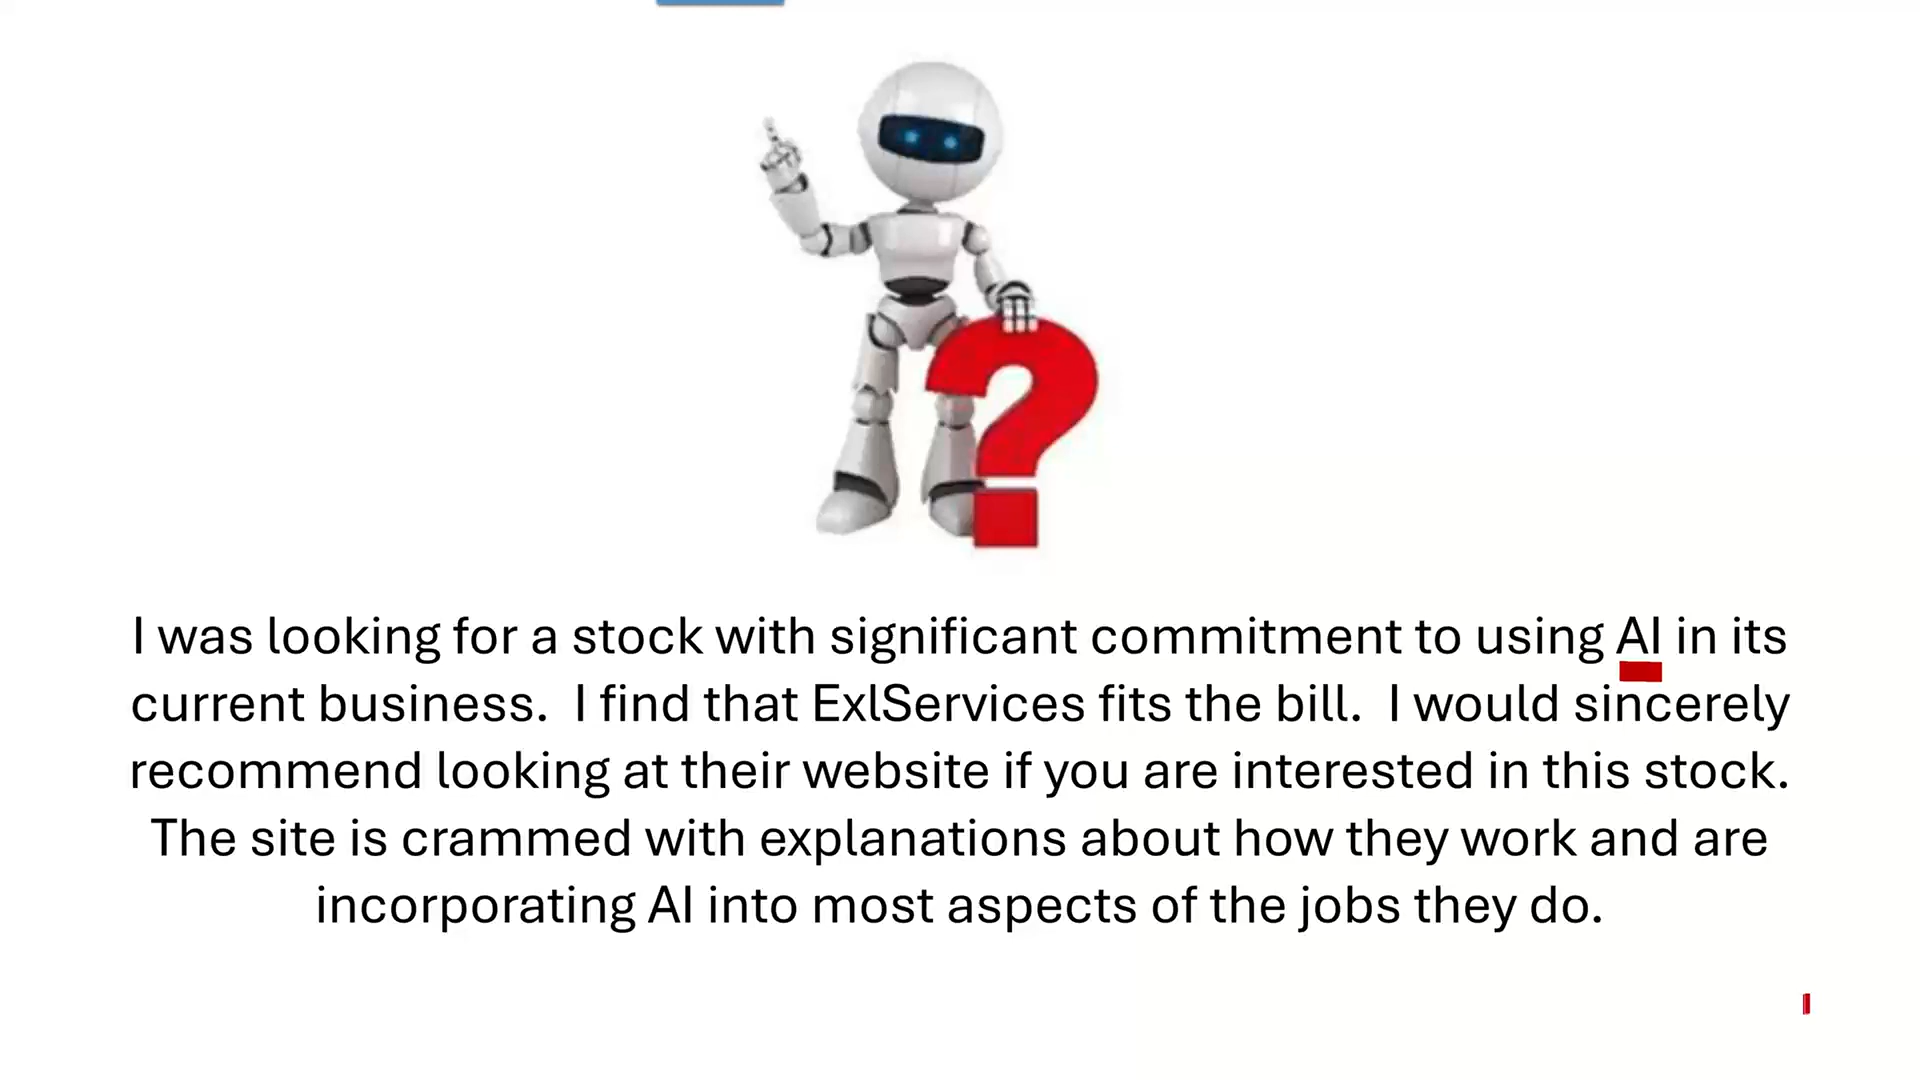 I was looking for a stock with significant commitment to using AI in its
current business.  I find that ExlServices fits the bill.  I would sincerely
recommend looking at their website if you are interested in this stock.
The site is crammed with explanations about how they work and are
incorporating AI into most aspects of the jobs they do.